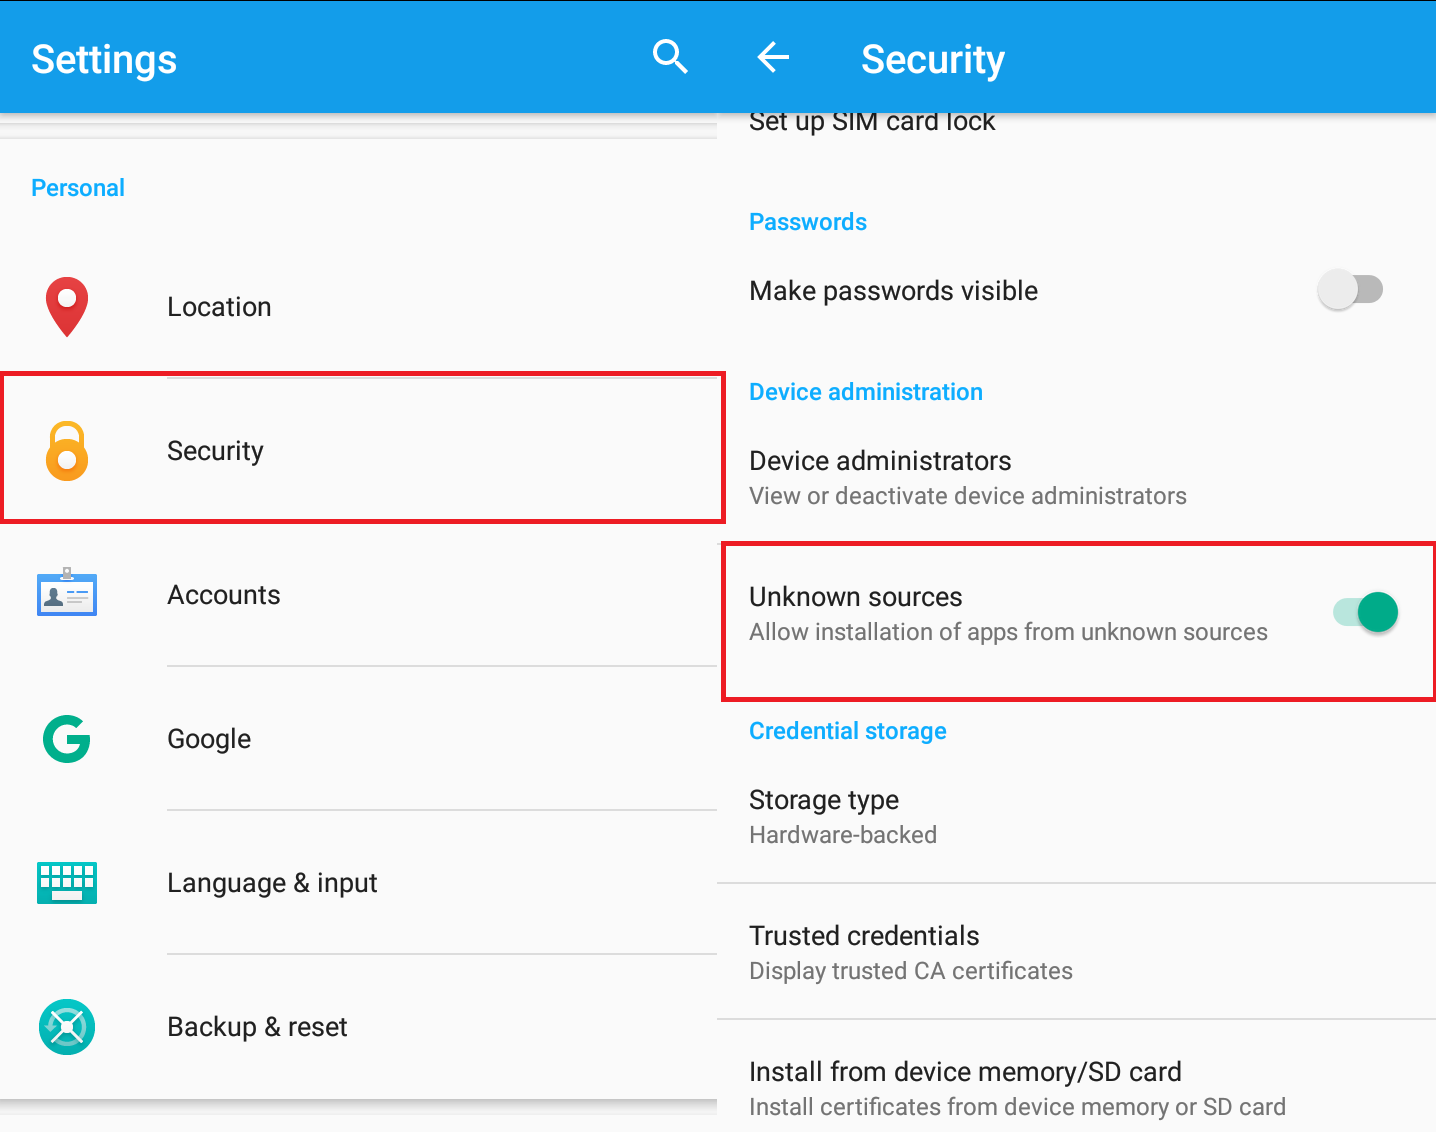 Settings
Personal
Location
Security
Accounts
Google
Language & input
Backup & reset
Security
Set up SIM card lock
Passwords
Make passwords visible
Device administration
Device administrators
View or deactivate device administrators
Unknown sources
Allow installation of apps from unknown sources
Credential storage
Storage type
Hardware-backed
Trusted credentials
Display trusted CA certificates
Install from device memory/SD card
Install certificates from device memory or SD card